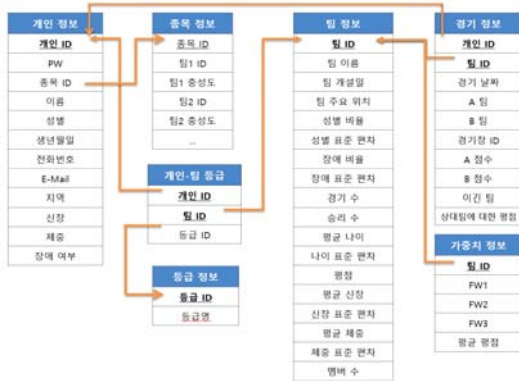 개인 정보
개인 ID
PW
종목 ID
이름
성별
생년월일
전화번호
E-Mail
지역
신장
체중
장애 여부
종목 정보
종목 ID
팀1 ID
팀1 충성도
팀2 ID
팀2 충성도
...
개인-팀 등급
개인 ID
팀 ID
등급 ID
등급 정보
등급 ID
등급명
팀 정보
팀 ID
팀 이름
팀 개설일
팀 주요 위치
성별 비율
성별 표준 편차
장애 비율
장애 표준 편차
경기 수
승리 수
평균 나이
나이 표준 편차
평점
평균 신장
신장 표준 편차
평균 체중
체중 표준 편차
멤버 수
경기 정보
개인 ID
팀 ID
경기 날짜
A 팀
B 팀
경기장 ID
A 점수
B 점수
이긴 팀
상대팀에 대한 평점
가중치 정보
팀 ID
FW1
FW2
FW3
평균 평점